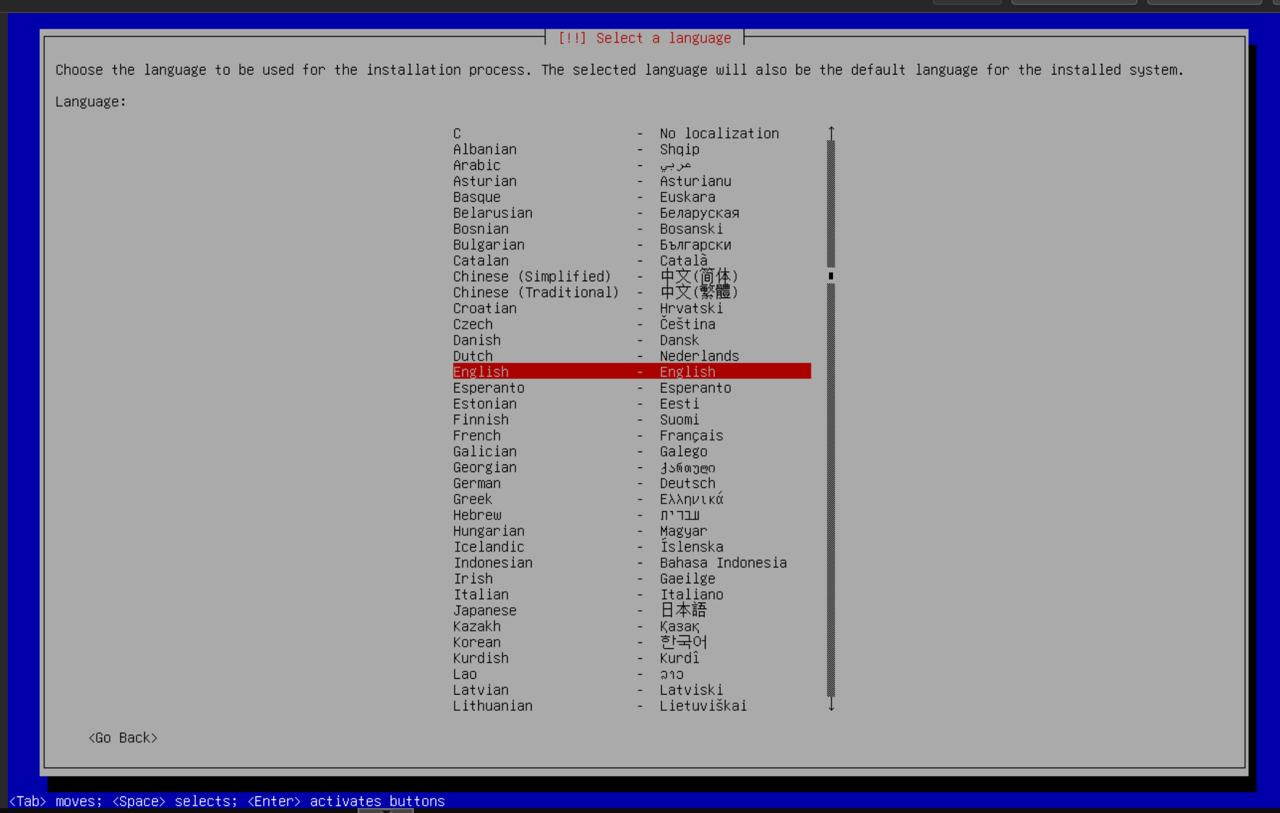 [!!] Select a language
Choose the language to be used for the installation process. The selected language will also be the default language for the installed system.
Language:
C - No localization
Albanian - Shqip
Arabic - عربي
Asturian - Asturianu
Basque - Euskara
Belarusian - Беларуская
Bosnian - Bosanski
Bulgarian - Български
Catalan - Català
Chinese (Simplified) - 中文(简体)
Chinese (Traditional) - 中文(繁體)
Croatian - Hrvatski
Czech - Čeština
Danish - Dansk
Dutch - Nederlands
English - English
Esperanto - Esperanto
Estonian - Eesti
Finnish - Suomi
French - Français
Galician - Galego
Georgian - ქართული
German - Deutsch
Greek - Ελληνικά
Hebrew - עברית
Hungarian - Magyar
Icelandic - Íslenska
Indonesian - Bahasa Indonesia
Irish - Gaeilge
Italian - Italiano
Japanese - 日本語
Kazakh - Қазақ
Korean - 한국어
Kurdish - Kurdî
Lao - ລາວ
Latvian - Latviski
Lithuanian - Lietuviškai
<Go Back>
<Tab> moves; <Space> selects; <Enter> activates buttons